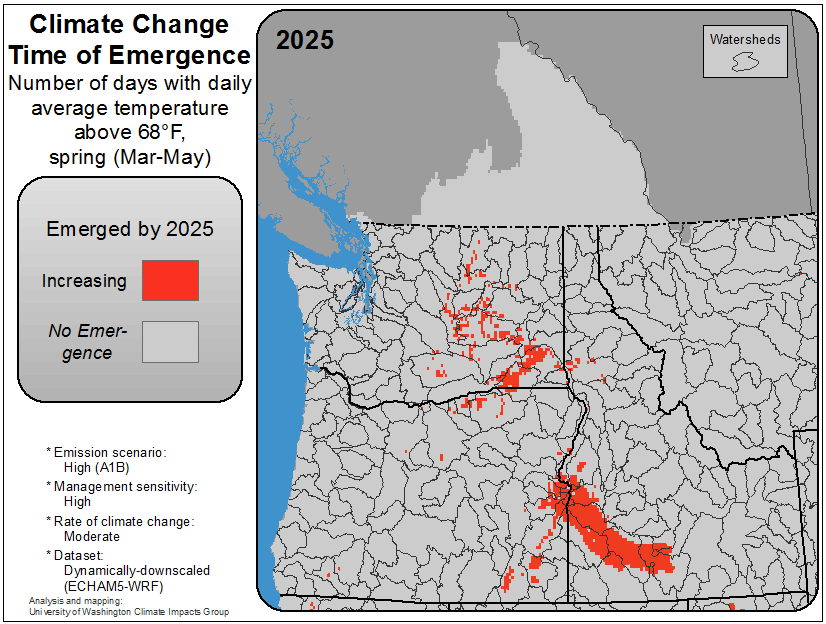 Climate Change
Time of Emergence
Number of days with daily
average temperature
above 68°F,
spring (Mar-May)
Emerged by 2025
Increasing
No Emer-
gence
* Emission scenario:
High (A1B)
* Management sensitivity:
High
* Rate of climate change:
Moderate
* Dataset:
Dynamically-downscaled
(ECHAM5-WRF)
Analysis and mapping:
University of Washington Climate Impacts Group
2025
Watersheds